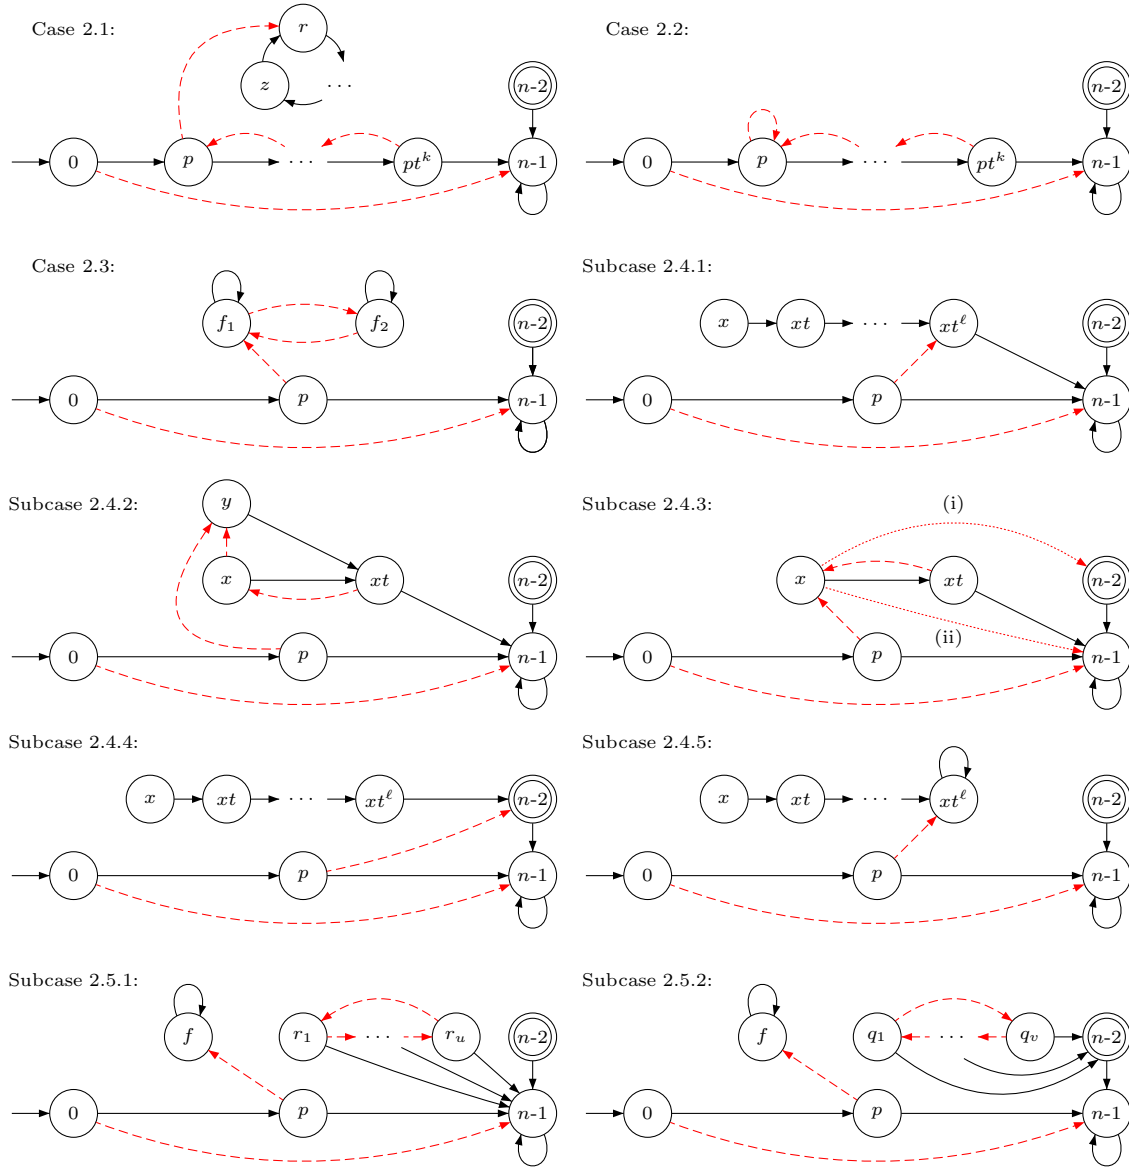 Case 2.1:
r
z
···
n-2
0
p
···
pt^k
n-1
Case 2.2:
n-2
0
p
···
pt^k
n-1
Case 2.3:
f₁
f₂
n-2
0
p
n-1
Subcase 2.4.1:
x
xt
···
xt^ℓ
n-2
0
p
n-1
Subcase 2.4.2:
y
x
xt
n-2
0
p
n-1
Subcase 2.4.3:
(i)
x
xt
n-2
(ii)
0
p
n-1
Subcase 2.4.4:
x
xt
···
xt^ℓ
n-2
0
p
n-1
Subcase 2.4.5:
x
xt
···
xt^ℓ
n-2
0
p
n-1
Subcase 2.5.1:
f
r₁
···
r_u
n-2
0
p
n-1
Subcase 2.5.2:
f
q₁
···
q_v
n-2
0
p
n-1